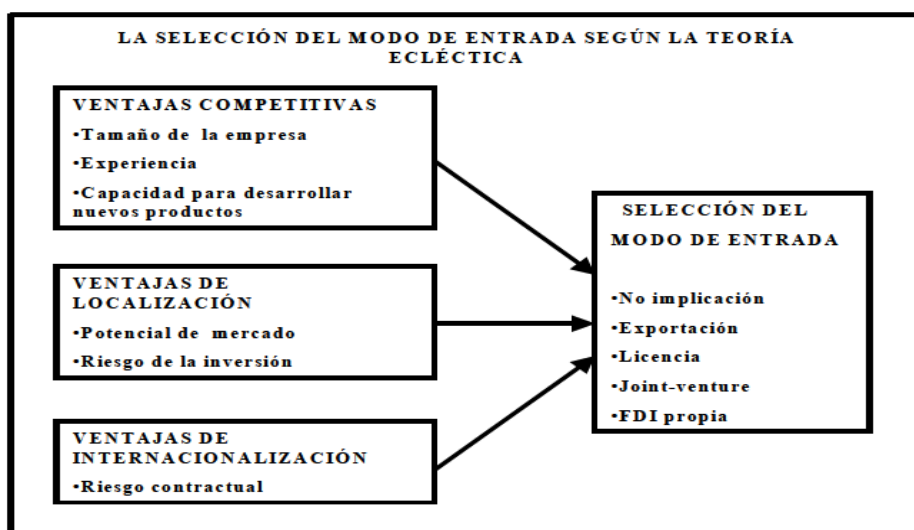 LA SELECCIÓN DEL MODO DE ENTRADA SEGÚN LA TEORÍA
ECLÉCTICA
VENTAJAS COMPETITIVAS
•Tamaño de la empresa
•Experiencia
•Capacidad para desarrollar
nuevos productos
VENTAJAS DE
LOCALIZACIÓN
•Potencial de mercado
•Riesgo de la inversión
VENTAJAS DE
INTERNACIONALIZACIÓN
•Riesgo contractual
SELECCIÓN DEL
MODO DE ENTRADA
•No implicación
•Exportación
•Licencia
•Joint-venture
•FDI propia